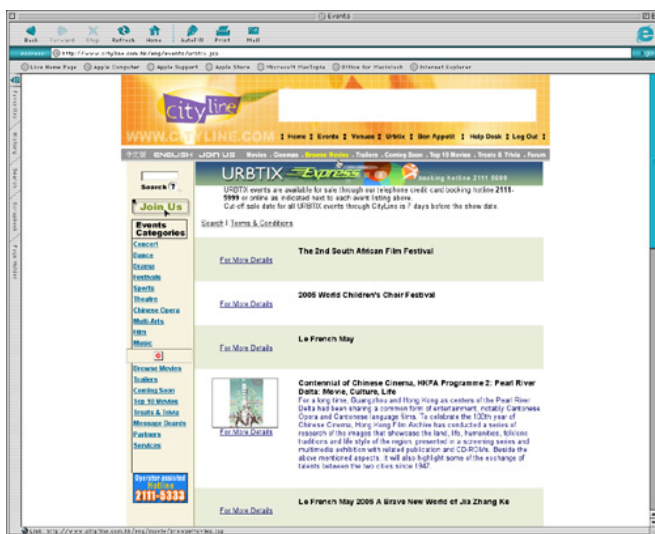 Events
Back Forward Stop Refresh Home AutoFill Print Mail
Address http://www.cityline.com.hk/eng/events/urbtix.jsp
Live Home Page Apple Computer Apple Support Apple Store Microsoft MacTopia Office for Macintosh Internet Explorer
Favorites
History
Search
Scrapbook
Page Holder
cityline
WWW.CITYLINE.COM
Home Events Venues Urbtix Bon Appetit Help Desk Log Out
中文版 ENGLISH JOIN US Movies Cinemas Browse Movies Trailers Coming Soon Top 10 Movies Treats & Trivia Forum
Search ?
Join Us
Events
Categories
Concert
Dance
Drama
Festivals
Sports
Theatre
Chinese Opera
Multi-Arts
Film
Music
Browse Movies
Trailers
Coming Soon
Top 10 Movies
Treats & Trivia
Message Boards
Partners
Services
Operator-assisted
Hotline
2111-5333
URBTIX Express booking hotline 2111 5999
URBTIX events are available for sale through our telephone credit card booking hotline 2111-
5999 or online as indicated next to each event listing above.
Cut-off sale date for all URBTIX events through CityLine is 7 days before the show date.
Search | Terms & Conditions
The 2nd South African Film Festival
For More Details
2005 World Children's Choir Festival
For More Details
Le French May
For More Details
Centennial of Chinese Cinema, HKFA Programme 2: Pearl River
Delta: Movie, Culture, Life
For a long time, Guangzhou and Hong Kong as centers of the Pearl River
Delta had been sharing a common form of entertainment, notably Cantonese
Opera and Cantonese language films. To celebrate the 100th year of
Chinese Cinema, Hong Kong Film Archive has conducted a series of
research of the images that showcase the land, life, humanities, folklore
traditions and life style of the region, presented in a screening series and
multimedia exhibition with related publication and CD-ROMs. Beside the
above mentioned aspects, it will also highlight some of the exchange of
talents between the two cities since 1947.
For More Details
Le French May 2005 A Brave New World of Jia Zhang Ke
For More Details